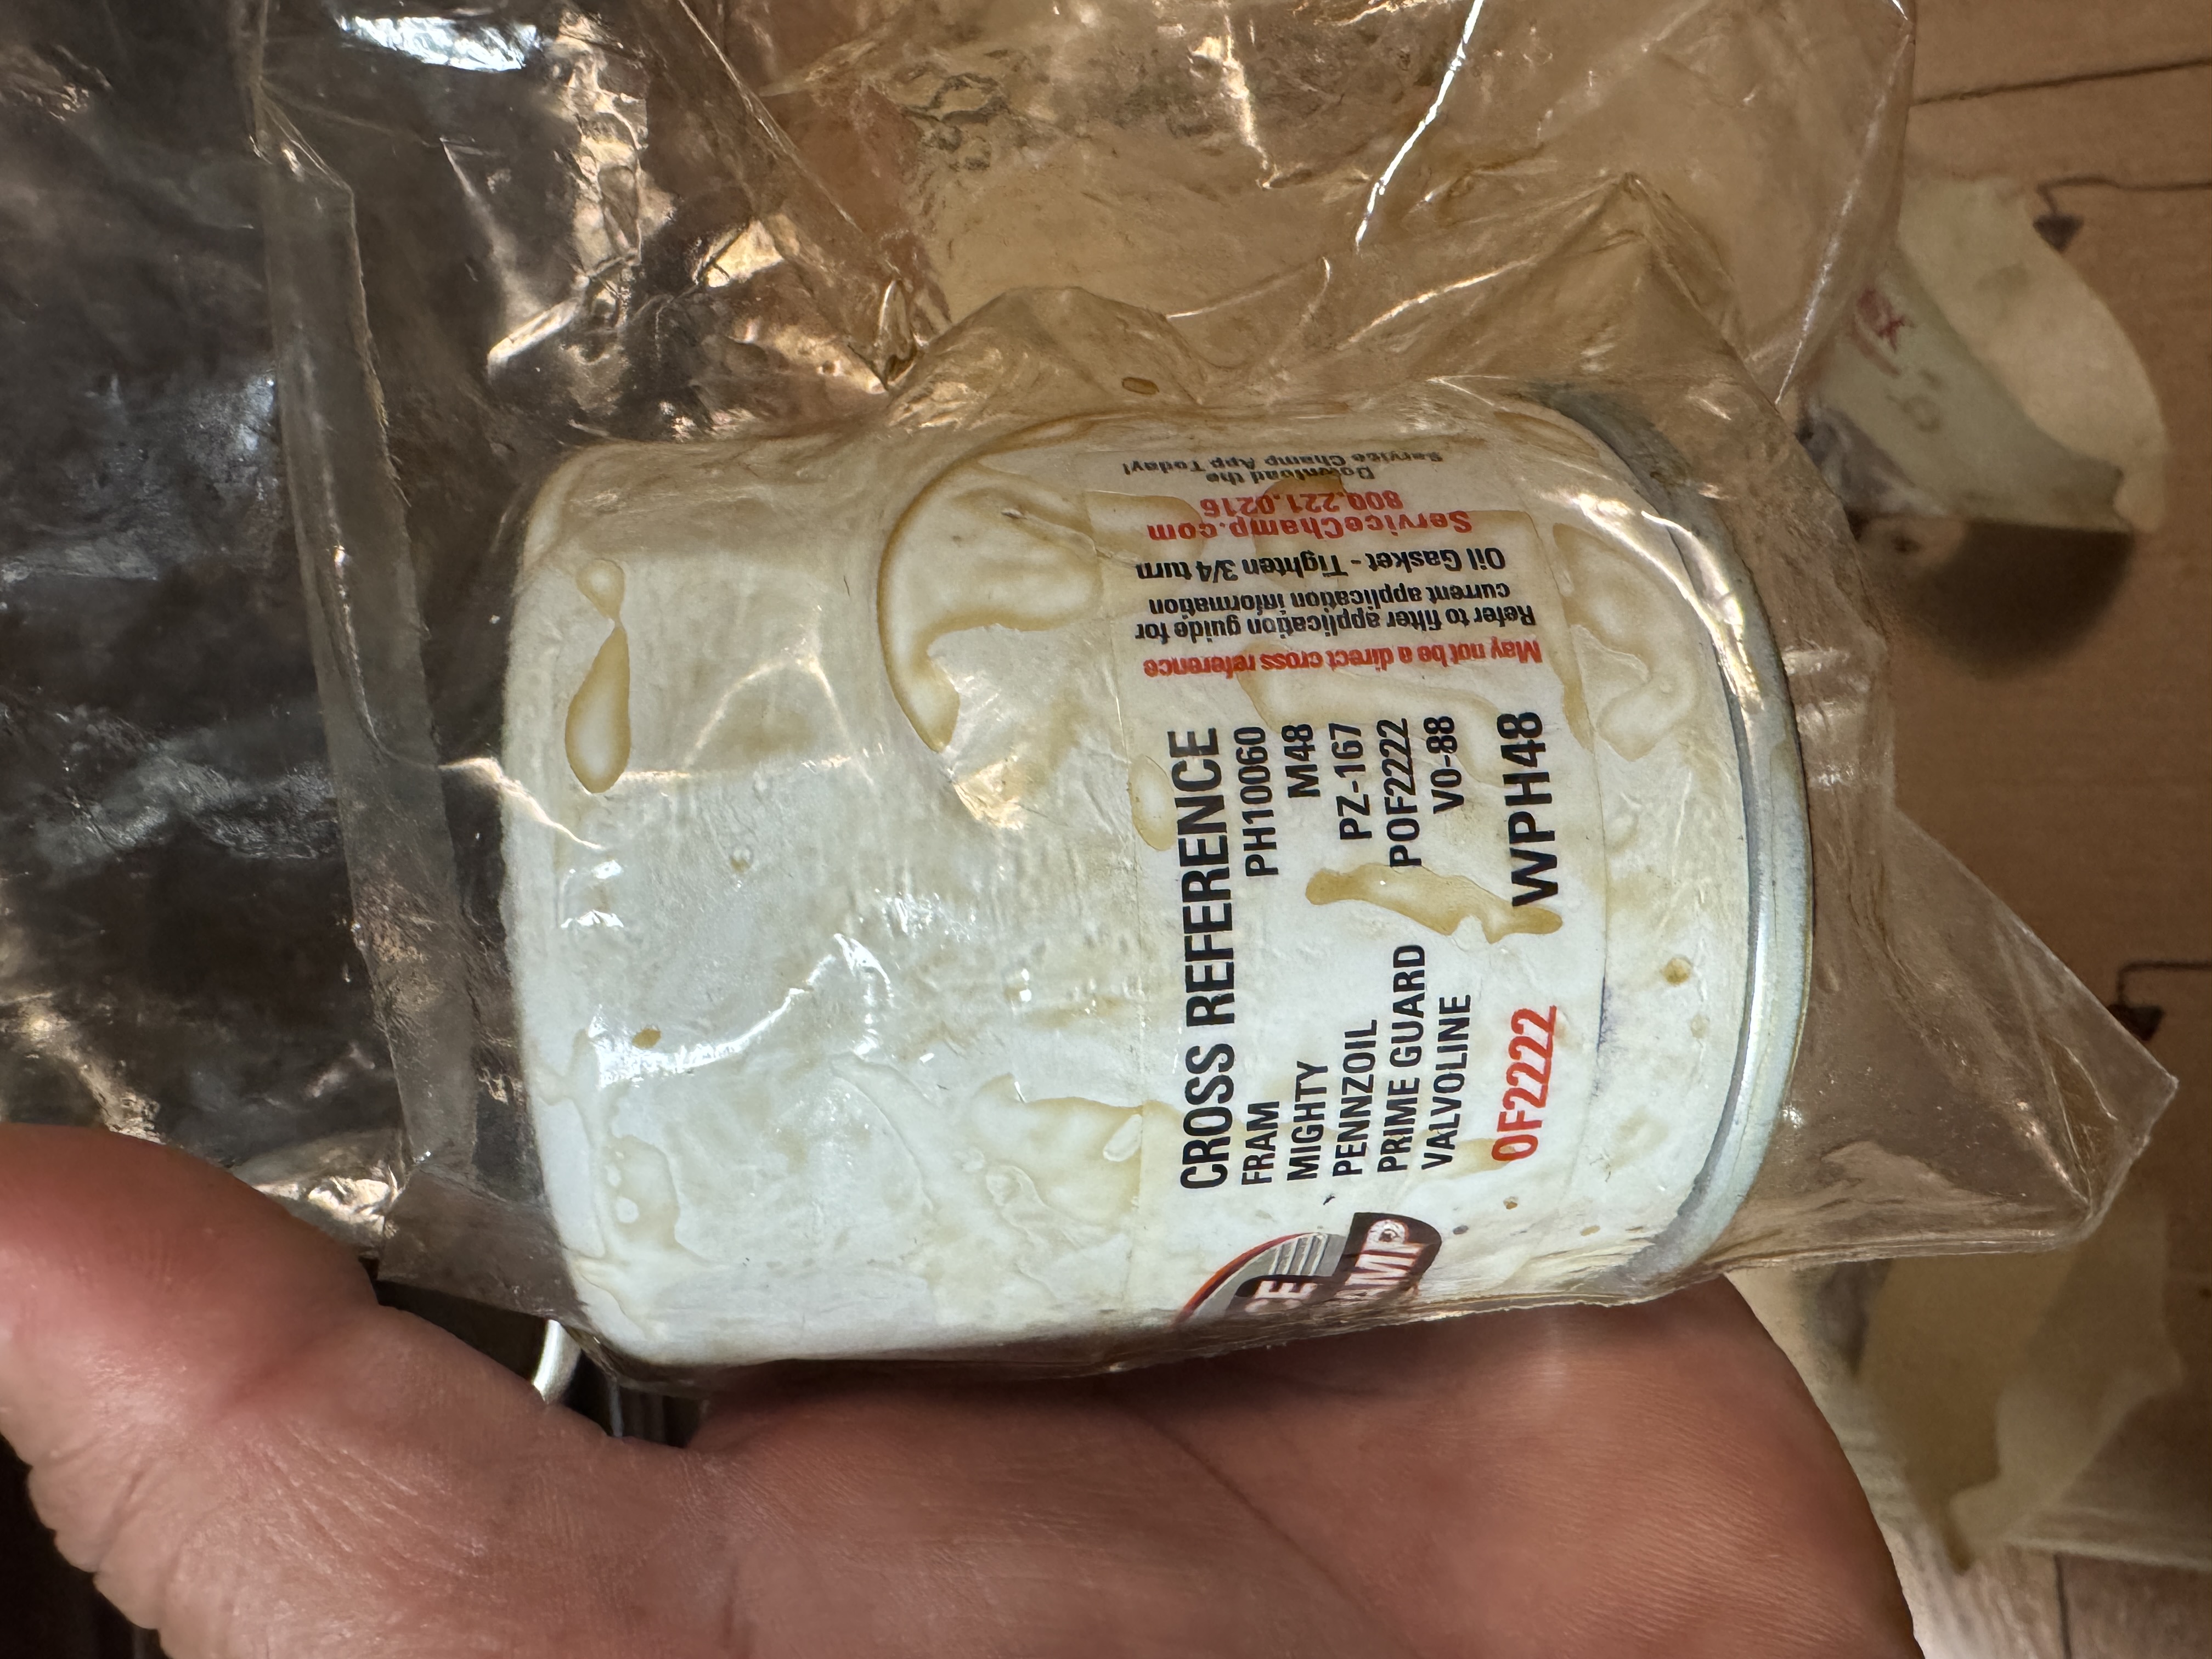 CROSS REFERENCE
FRAM PH10060
MIGHTY M48
PENNZOIL PZ-167
PRIME GUARD POF2222
VALVOLINE VO-88
OF2222 WPH48
May not be a direct cross reference
Refer to filter application guide for
current application information
Oil Gasket - Tighten 3/4 turn
ServiceChamp.com
800.221.0216
Download the
Service Champ App Today!
CE
AMP